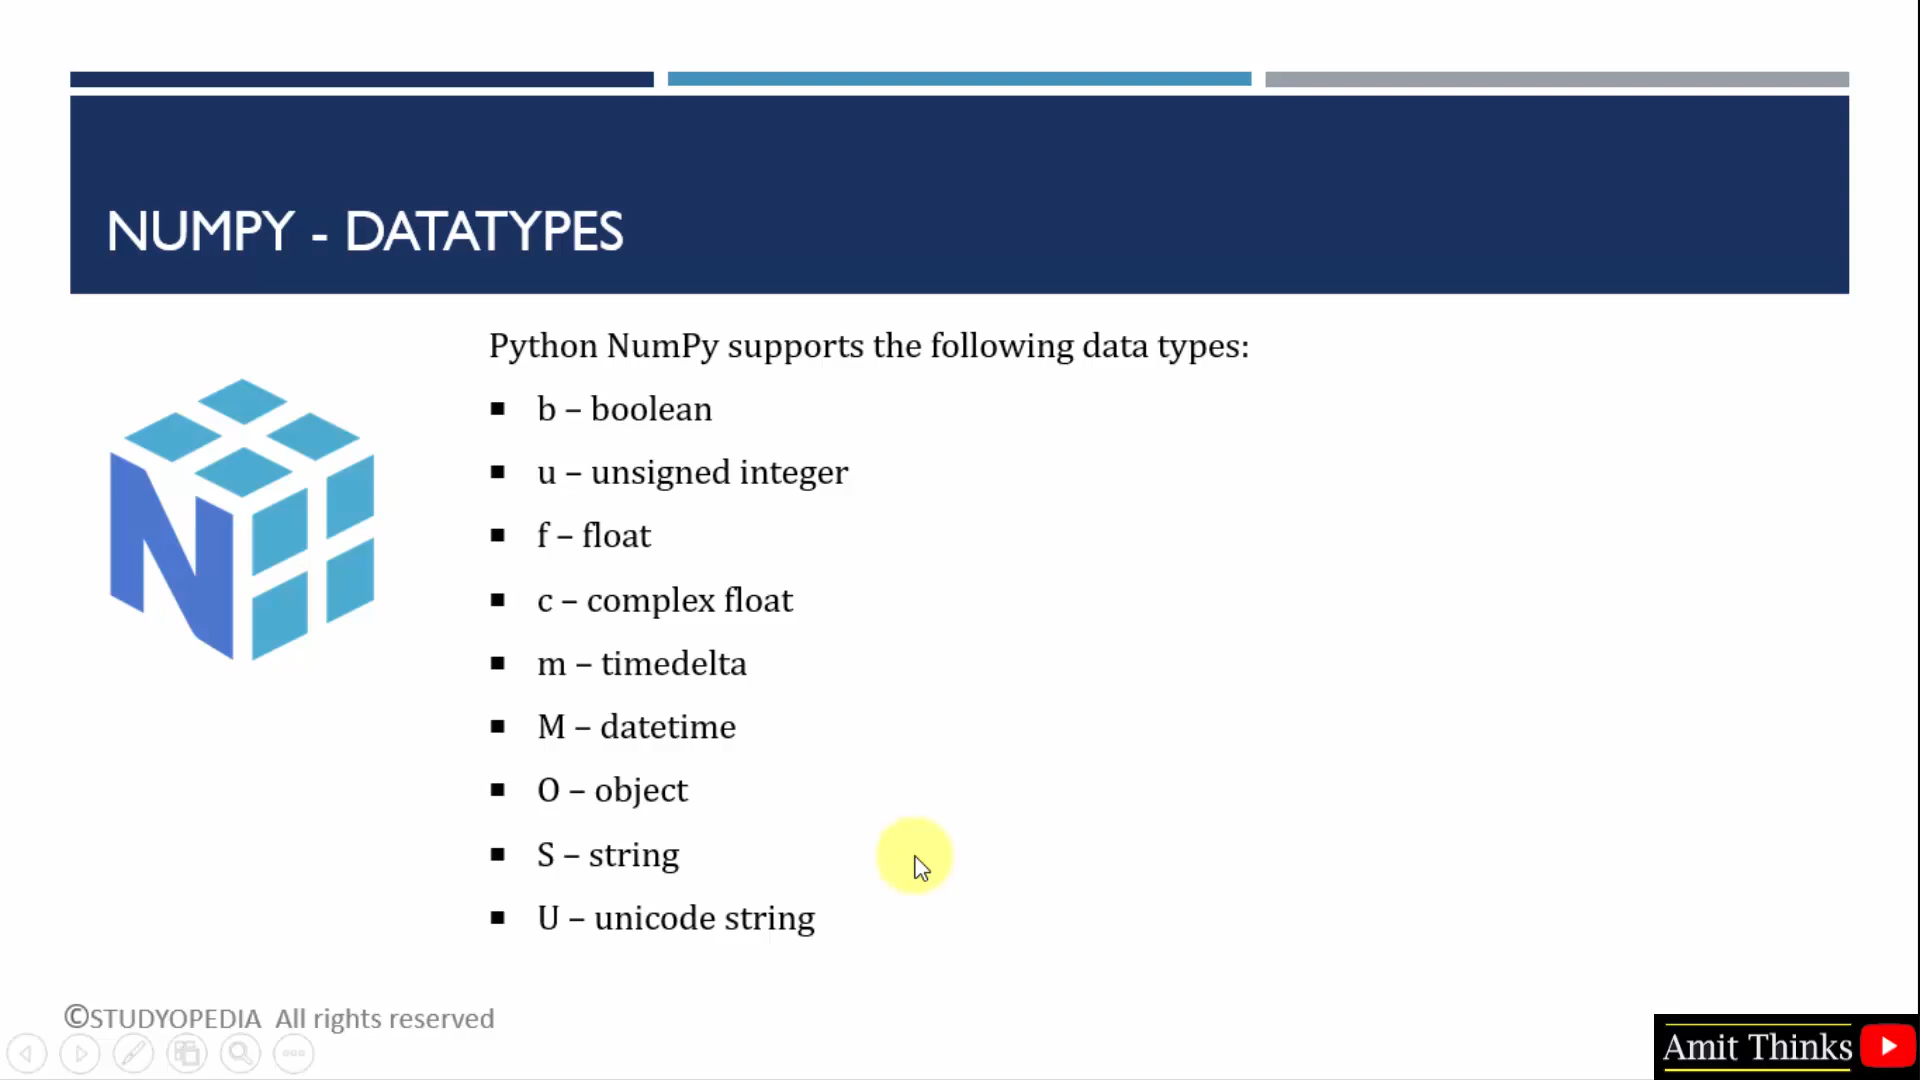 NUMPY - DATATYPES
Python NumPy supports the following data types:
▪ b – boolean
▪ u – unsigned integer
▪ f – float
▪ c – complex float
▪ m – timedelta
▪ M – datetime
▪ O – object
▪ S – string
▪ U – unicode string
©STUDYOPEDIA All rights reserved
Amit Thinks